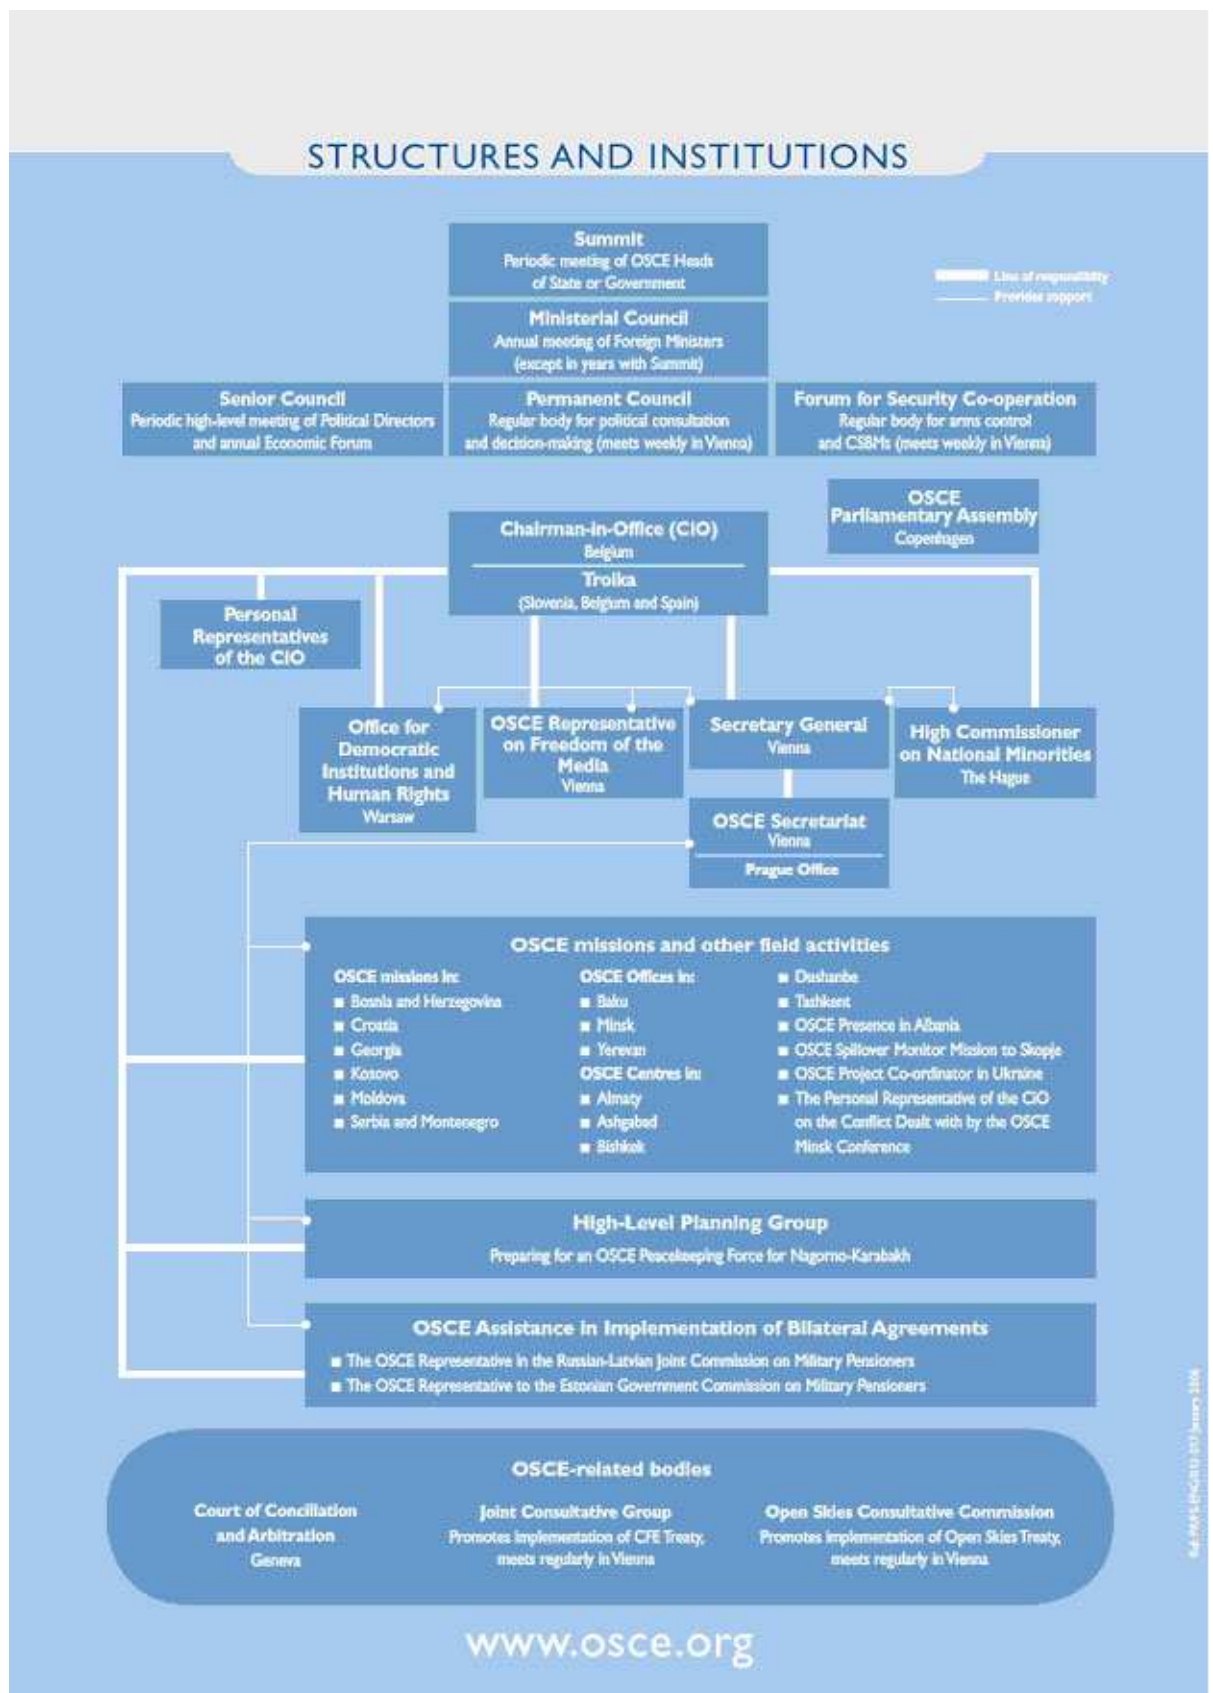 STRUCTURES AND INSTITUTIONS
Summit
Periodic meeting of OSCE Heads
of State or Government
Line of responsibility
Provides support
Ministerial Council
Annual meeting of Foreign Ministers
(except in years with Summit)
Senior Council
Periodic high-level meeting of Political Directors
and annual Economic Forum
Permanent Council
Regular body for political consultation
and decision-making (meets weekly in Vienna)
Forum for Security Co-operation
Regular body for arms control
and CSBMs (meets weekly in Vienna)
OSCE
Parliamentary Assembly
Copenhagen
Chairman-in-Office (CIO)
Belgium
Troika
(Slovenia, Belgium and Spain)
Personal
Representatives
of the CIO
Office for
Democratic
Institutions and
Human Rights
Warsaw
OSCE Representative
on Freedom of the
Media
Vienna
Secretary General
Vienna
High Commissioner
on National Minorities
The Hague
OSCE Secretariat
Vienna
Prague Office
OSCE missions and other field activities
OSCE missions in:
■ Bosnia and Herzegovina
■ Croatia
■ Georgia
■ Kosovo
■ Moldova
■ Serbia and Montenegro
OSCE Offices in:
■ Baku
■ Minsk
■ Yerevan
OSCE Centres in:
■ Almaty
■ Ashgabad
■ Bishkek
■ Dushanbe
■ Tashkent
■ OSCE Presence in Albania
■ OSCE Spillover Monitor Mission to Skopje
■ OSCE Project Co-ordinator in Ukraine
■ The Personal Representative of the CiO
on the Conflict Dealt with by the OSCE
Minsk Conference
High-Level Planning Group
Preparing for an OSCE Peacekeeping Force for Nagorno-Karabakh
OSCE Assistance in Implementation of Bilateral Agreements
■ The OSCE Representative in the Russian-Latvian Joint Commission on Military Pensioners
■ The OSCE Representative to the Estonian Government Commission on Military Pensioners
OSCE-related bodies
Court of Conciliation
and Arbitration
Geneva
Joint Consultative Group
Promotes implementation of CFE Treaty,
meets regularly in Vienna
Open Skies Consultative Commission
Promotes implementation of Open Skies Treaty,
meets regularly in Vienna
www.osce.org
January 2006